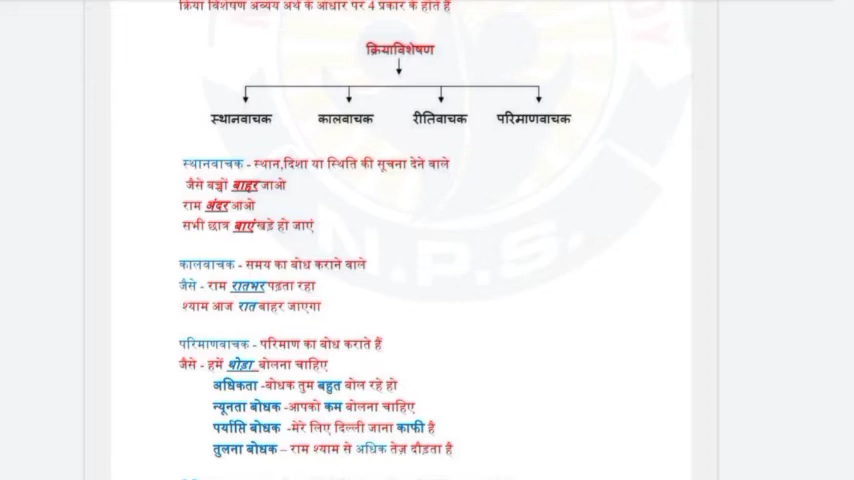 क्रिया विशेषण अव्यय अर्थ के आधार पर 4 प्रकार के होते हैं
क्रियाविशेषण
स्थानवाचक कालवाचक रीतिवाचक परिमाणवाचक
स्थानवाचक - स्थान,दिशा या स्थिति की सूचना देने वाले
जैसे बच्चों बाहर जाओ
राम अंदर आओ
सभी छात्र बाएं खड़े हो जाएं
कालवाचक - समय का बोध कराने वाले
जैसे - राम रातभर पढ़ता रहा
श्याम आज रात बाहर जाएगा
परिमाणवाचक - परिमाण का बोध कराते हैं
जैसे - हमें थोड़ा बोलना चाहिए
अधिकता -बोधक तुम बहुत बोल रहे हो
न्यूनता बोधक -आपको कम बोलना चाहिए
पर्याप्ति बोधक -मेरे लिए दिल्ली जाना काफी है
तुलना बोधक – राम श्याम से अधिक तेज़ दौड़ता है
N.P.S.